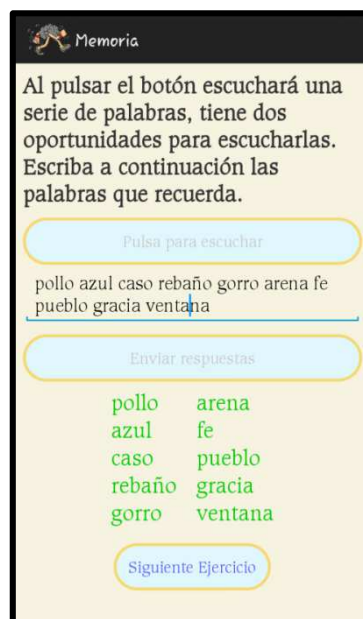 Memoria
Al pulsar el botón escuchará una
serie de palabras, tiene dos
oportunidades para escucharlas.
Escriba a continuación las
palabras que recuerda.
Pulsa para escuchar
pollo azul caso rebaño gorro arena fe
pueblo gracia ventana
Enviar respuestas
pollo arena
azul fe
caso pueblo
rebaño gracia
gorro ventana
Siguiente Ejercicio